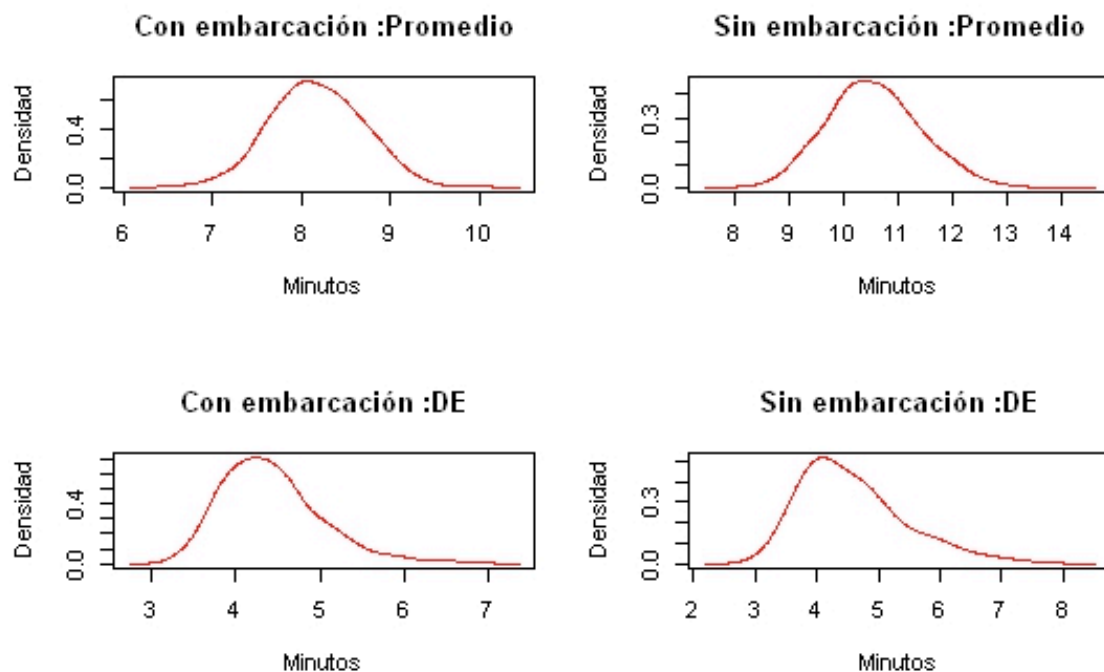 Con embarcación :Promedio
Densidad
0.0 0.4
6 7 8 9 10
Minutos
Sin embarcación :Promedio
Densidad
0.0 0.3
8 9 10 11 12 13 14
Minutos
Con embarcación :DE
Densidad
0.0 0.4
3 4 5 6 7
Minutos
Sin embarcación :DE
Densidad
0.0 0.3
2 3 4 5 6 7 8
Minutos